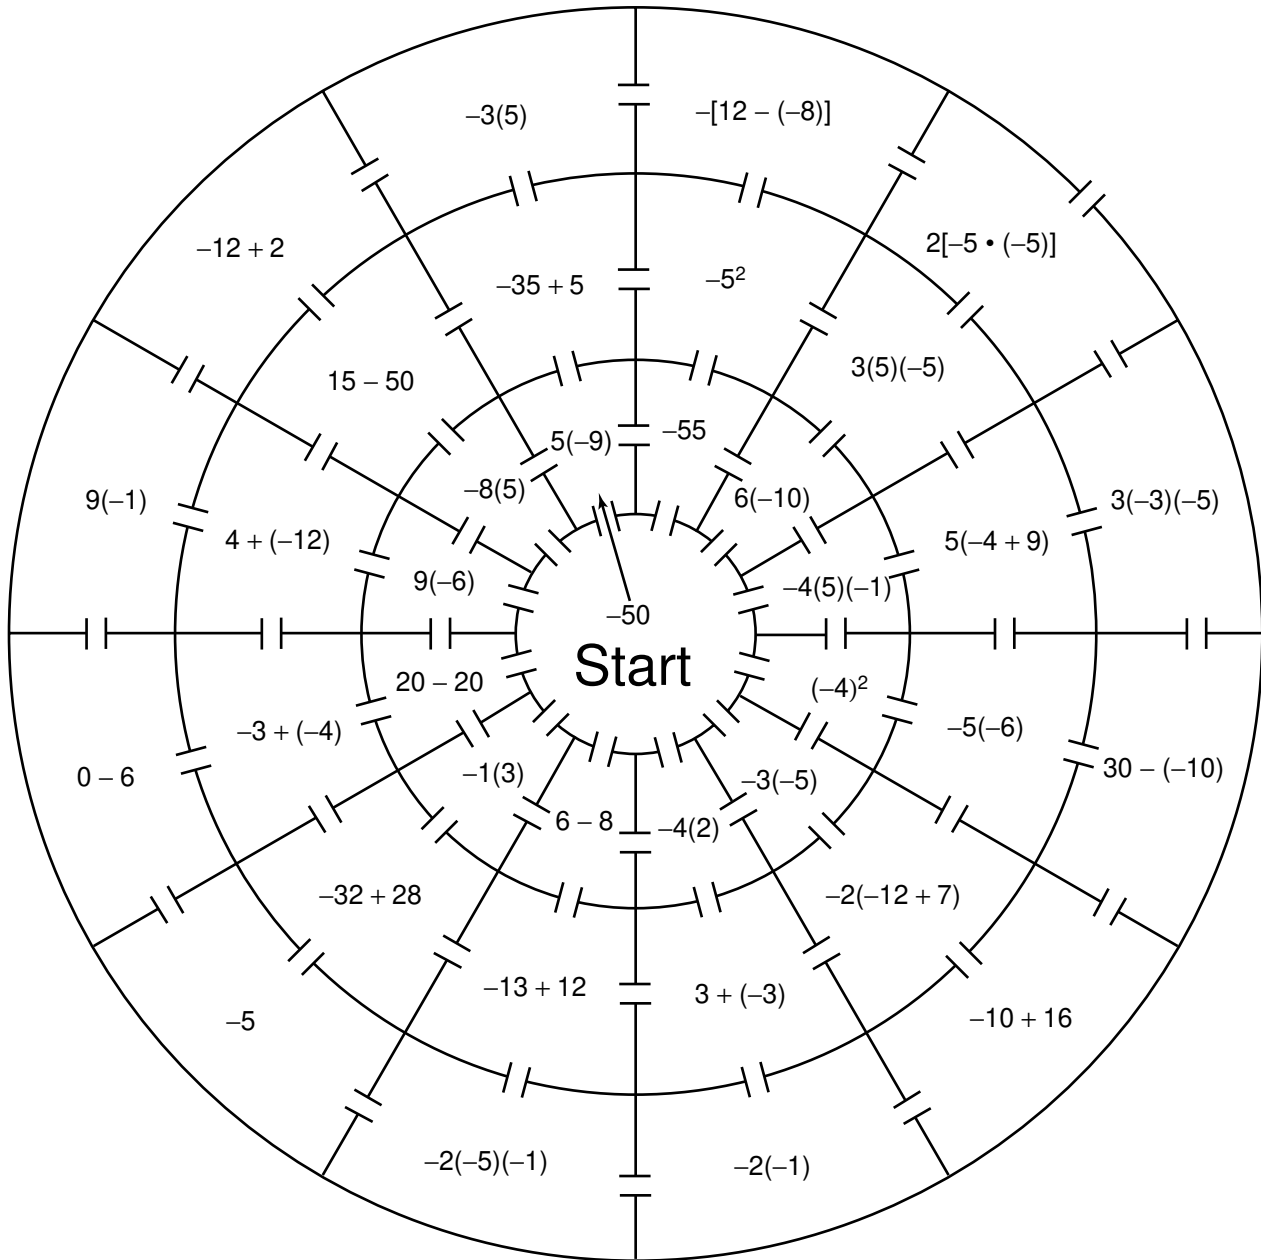 −3(5)
−[12 − (−8)]
−12 + 2
2[−5 • (−5)]
−35 + 5
−5²
15 − 50
3(5)(−5)
5(−9)
−55
−8(5)
6(−10)
9(−1)
3(−3)(−5)
4 + (−12)
5(−4 + 9)
9(−6)
−4(5)(−1)
−50
Start
20 − 20
(−4)²
−3 + (−4)
−5(−6)
0 − 6
30 − (−10)
−1(3)
−3(−5)
6 − 8
−4(2)
−32 + 28
−2(−12 + 7)
−13 + 12
3 + (−3)
−5
−10 + 16
−2(−5)(−1)
−2(−1)